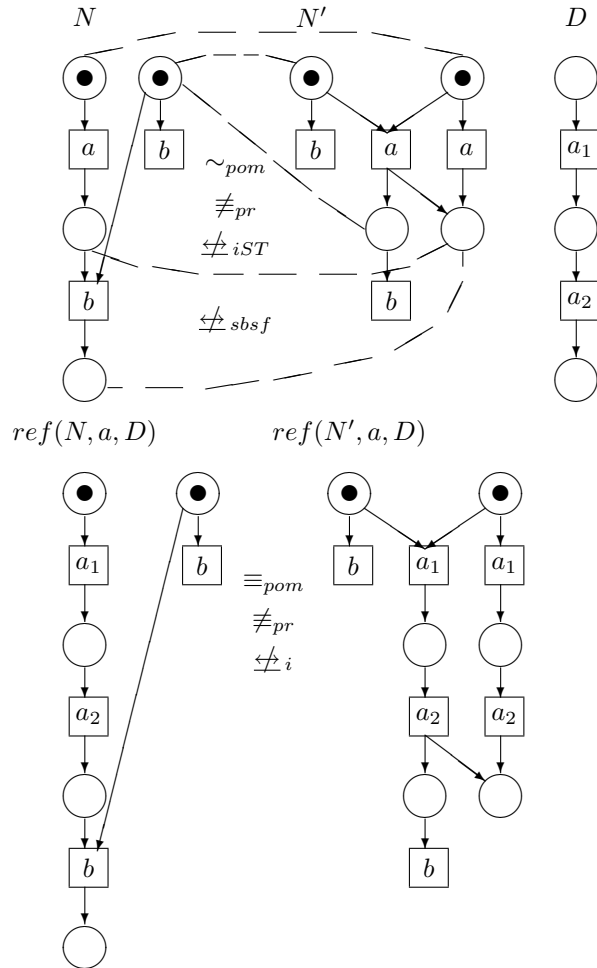 N N′ D
b b a a
a a₁
∼pom
≢pr
↮iST
b b a₂
↮sbsf
ref(N, a, D) ref(N′, a, D)
a₁ b b a₁ a₁
≡pom
≢pr
↮i
a₂ a₂ a₂
b b